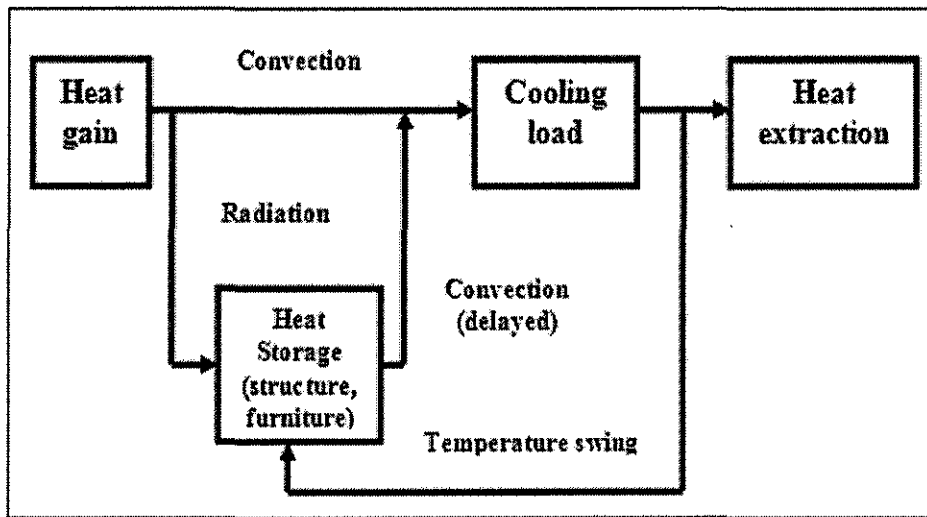 Convection
Heat
gain
Cooling
load
Heat
extraction
Radiation
Heat
Storage
(structure,
furniture)
Convection
(delayed)
Temperature swing